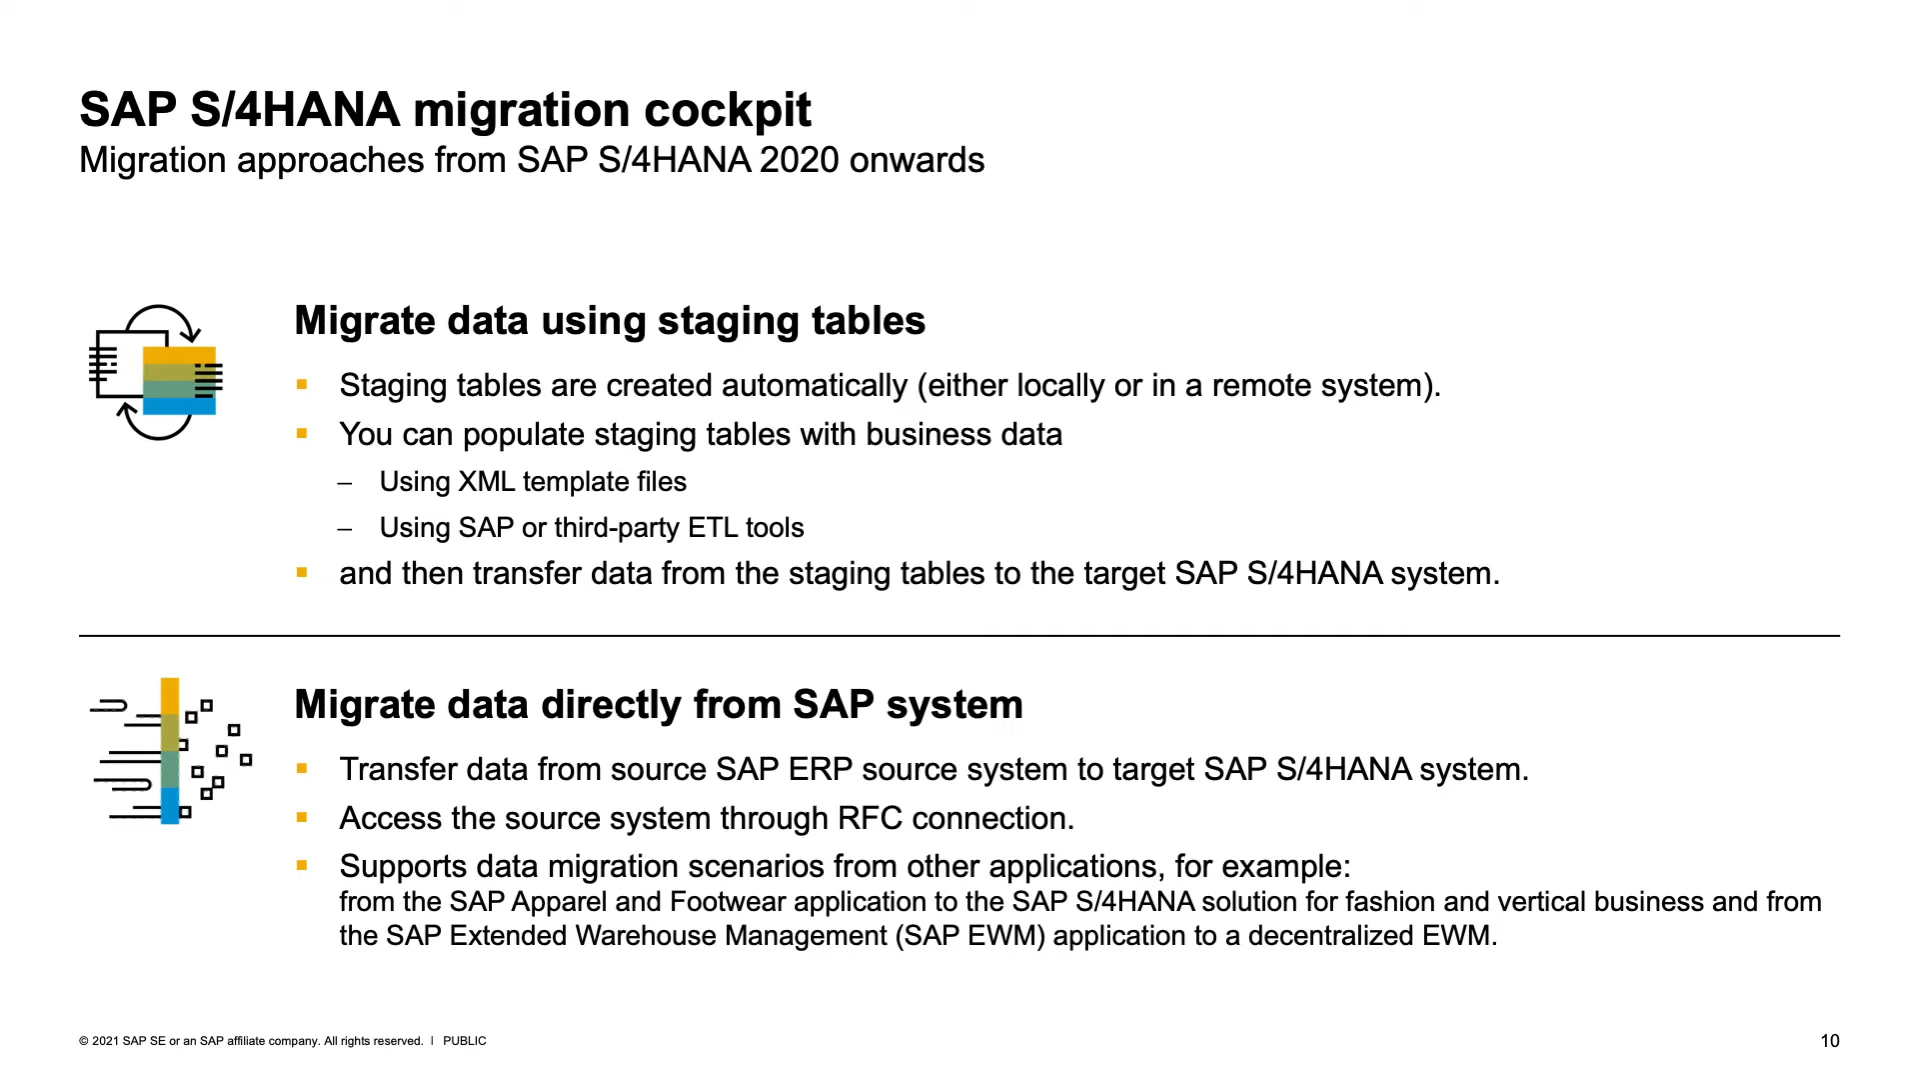 SAP S/4HANA migration cockpit
Migration approaches from SAP S/4HANA 2020 onwards
Migrate data using staging tables
▪ Staging tables are created automatically (either locally or in a remote system).
▪ You can populate staging tables with business data
– Using XML template files
– Using SAP or third-party ETL tools
▪ and then transfer data from the staging tables to the target SAP S/4HANA system.
Migrate data directly from SAP system
▪ Transfer data from source SAP ERP source system to target SAP S/4HANA system.
▪ Access the source system through RFC connection.
▪ Supports data migration scenarios from other applications, for example:
from the SAP Apparel and Footwear application to the SAP S/4HANA solution for fashion and vertical business and from
the SAP Extended Warehouse Management (SAP EWM) application to a decentralized EWM.
© 2021 SAP SE or an SAP affiliate company. All rights reserved. | PUBLIC
10